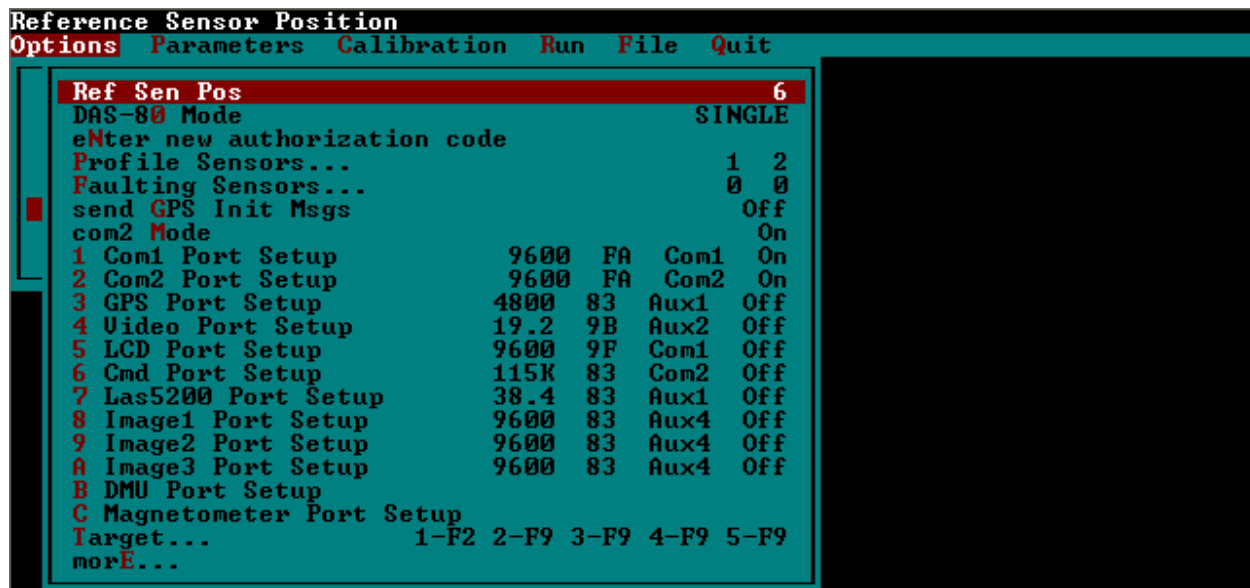 Reference Sensor Position
Options Parameters Calibration Run File Quit
Ref Sen Pos 6
DAS-80 Mode SINGLE
eNter new authorization code
Profile Sensors... 1 2
Faulting Sensors... 0 0
send GPS Init Msgs Off
com2 Mode On
1 Com1 Port Setup 9600 FA Com1 On
2 Com2 Port Setup 9600 FA Com2 On
3 GPS Port Setup 4800 83 Aux1 Off
4 Video Port Setup 19.2 9B Aux2 Off
5 LCD Port Setup 9600 9F Com1 Off
6 Cmd Port Setup 115K 83 Com2 Off
7 Las5200 Port Setup 38.4 83 Aux1 Off
8 Image1 Port Setup 9600 83 Aux4 Off
9 Image2 Port Setup 9600 83 Aux4 Off
A Image3 Port Setup 9600 83 Aux4 Off
B DMU Port Setup
C Magnetometer Port Setup
Target... 1-F2 2-F9 3-F9 4-F9 5-F9
morE...